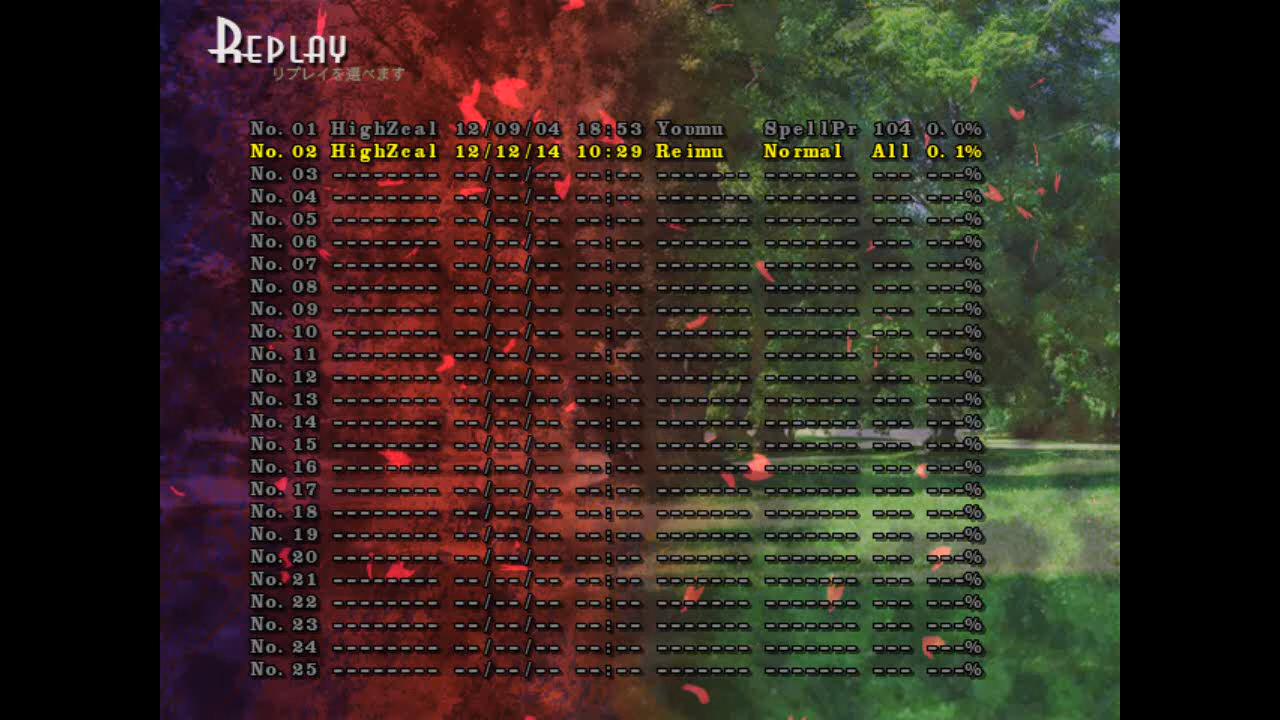 REPLAY
リプレイを選べます
No. 01 HighZeal 12/09/04 18:53 Youmu SpellPr 104 0.0%
No. 02 HighZeal 12/12/14 10:29 Reimu Normal All 0.1%
No. 03 -------- --/--/-- --:-- ------- ------- --- ---%
No. 04 -------- --/--/-- --:-- ------- ------- --- ---%
No. 05 -------- --/--/-- --:-- ------- ------- --- ---%
No. 06 -------- --/--/-- --:-- ------- ------- --- ---%
No. 07 -------- --/--/-- --:-- ------- ------- --- ---%
No. 08 -------- --/--/-- --:-- ------- ------- --- ---%
No. 09 -------- --/--/-- --:-- ------- ------- --- ---%
No. 10 -------- --/--/-- --:-- ------- ------- --- ---%
No. 11 -------- --/--/-- --:-- ------- ------- --- ---%
No. 12 -------- --/--/-- --:-- ------- ------- --- ---%
No. 13 -------- --/--/-- --:-- ------- ------- --- ---%
No. 14 -------- --/--/-- --:-- ------- ------- --- ---%
No. 15 -------- --/--/-- --:-- ------- ------- --- ---%
No. 16 -------- --/--/-- --:-- ------- ------- --- ---%
No. 17 -------- --/--/-- --:-- ------- ------- --- ---%
No. 18 -------- --/--/-- --:-- ------- ------- --- ---%
No. 19 -------- --/--/-- --:-- ------- ------- --- ---%
No. 20 -------- --/--/-- --:-- ------- ------- --- ---%
No. 21 -------- --/--/-- --:-- ------- ------- --- ---%
No. 22 -------- --/--/-- --:-- ------- ------- --- ---%
No. 23 -------- --/--/-- --:-- ------- ------- --- ---%
No. 24 -------- --/--/-- --:-- ------- ------- --- ---%
No. 25 -------- --/--/-- --:-- ------- ------- --- ---%